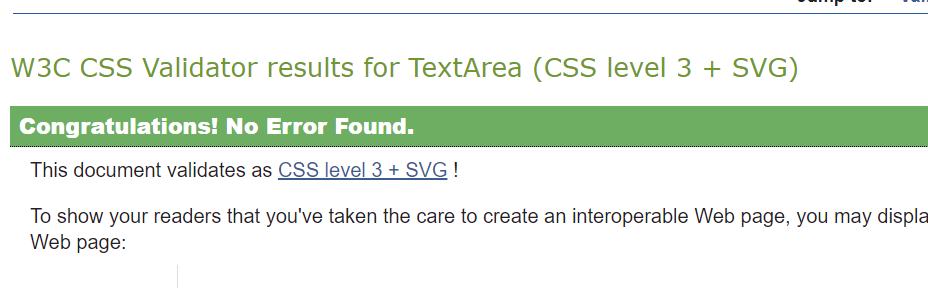 W3C CSS Validator results for TextArea (CSS level 3 + SVG)
Congratulations! No Error Found.
This document validates as CSS level 3 + SVG !
To show your readers that you've taken the care to create an interoperable Web page, you may
Web page: